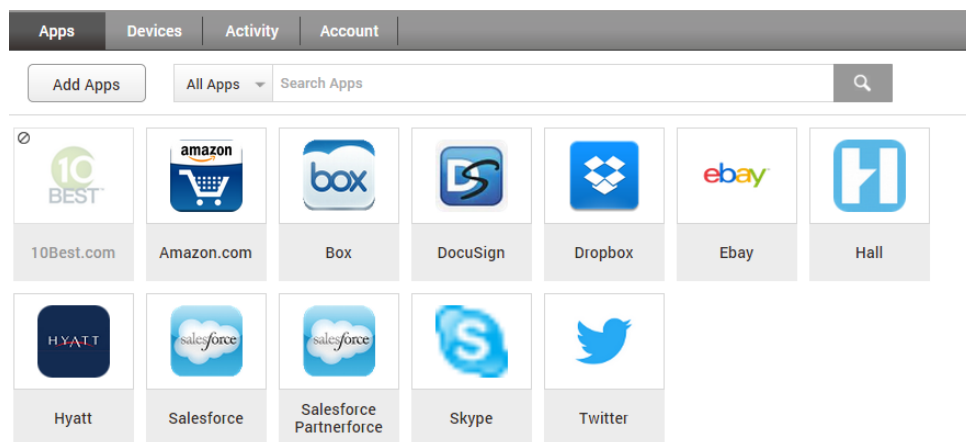 Apps Devices Activity Account
Add Apps All Apps Search Apps
10 BEST
amazon
box
DS
ebay
H
10Best.com Amazon.com Box DocuSign Dropbox Ebay Hall
HYATT
salesforce
salesforce
S
Hyatt Salesforce Salesforce Partnerforce Skype Twitter